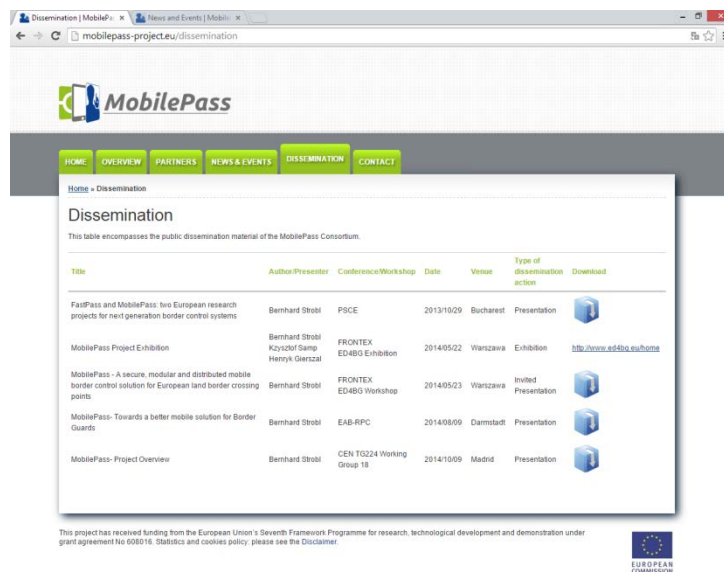 Dissemination | MobilePa
News and Events | Mobile
mobilepass-project.eu/dissemination
MobilePass
HOME OVERVIEW PARTNERS NEWS & EVENTS DISSEMINATION CONTACT
Home » Dissemination
Dissemination
This table encompasses the public dissemination material of the MobilePass Consortium.
Title Author/Presenter Conference/Workshop Date Venue Type of dissemination action Download
FastPass and MobilePass: two European research
projects for next generation border control systems
Bernhard Strobl PSCE 2013/10/29 Bucharest Presentation
MobilePass Project Exhibition
Bernhard Strobl
Kzysztof Samp
Henryk Gierszal
FRONTEX
ED4BG Exhibition
2014/05/22 Warszawa Exhibition http://www.ed4bg.eu/home
MobilePass - A secure, modular and distributed mobile
border control solution for European land border crossing
points
Bernhard Strobl
FRONTEX
ED4BG Workshop
2014/05/23 Warszawa
Invited
Presentation
MobilePass- Towards a better mobile solution for Border
Guards
Bernhard Strobl EAB-RPC 2014/08/09 Darmstadt Presentation
MobilePass- Project Overview
Bernhard Strobl
CEN TG224 Working
Group 18
2014/10/09 Madrid Presentation
This project has received funding from the European Union's Seventh Framework Programme for research, technological development and demonstration under
grant agreement No 608016. Statistics and cookies policy: please see the Disclaimer.
EUROPEAN
COMMISSION